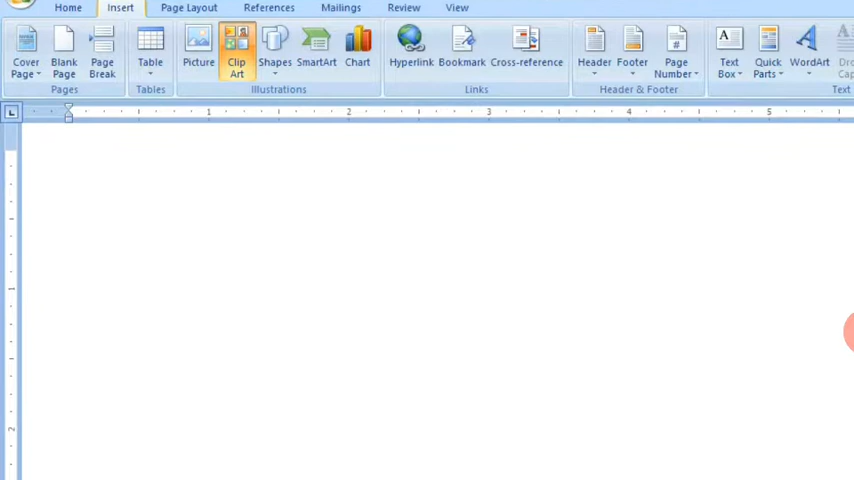 Home Insert Page Layout References Mailings Review View
Cover Page Blank Page Page Break Table Picture Clip Art Shapes SmartArt Chart Hyperlink Bookmark Cross-reference Header Footer Page Number Text Box Quick Parts WordArt
Pages Tables Illustrations Links Header & Footer Text
1 2 3 4 5
1
2